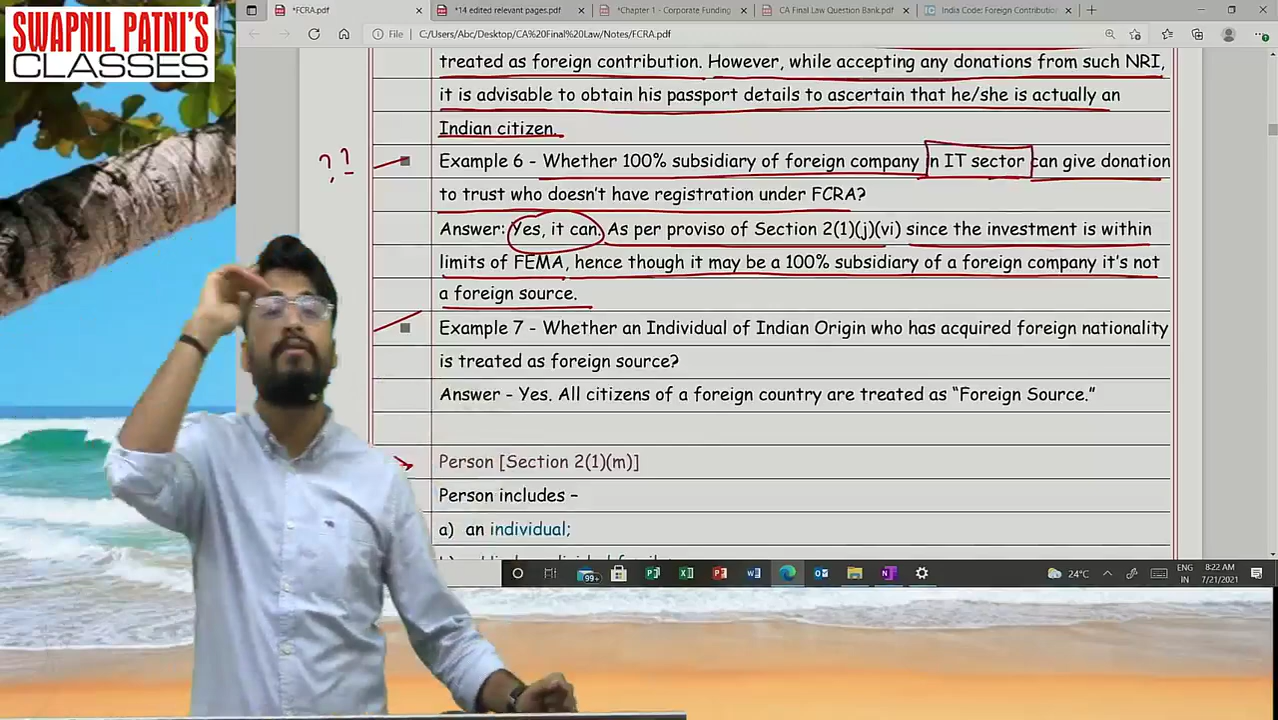 SWAPNIL PATNI'S
CLASSES
*FCRA.pdf
*14 edited relevant pages.pdf
*Chapter 1 - Corporate Funding
CA Final Law Question Bank.pdf
India Code: Foreign Contributio
File
C:/Users/Abc/Desktop/CA%20Final%20Law/Notes/FCRA.pdf
treated as foreign contribution. However, while accepting any donations from such NRI,
it is advisable to obtain his passport details to ascertain that he/she is actually an
Indian citizen.
??
Example 6 - Whether 100% subsidiary of foreign company in IT sector can give donation
to trust who doesn't have registration under FCRA?
Answer: Yes, it can. As per proviso of Section 2(1)(j)(vi) since the investment is within
limits of FEMA, hence though it may be a 100% subsidiary of a foreign company it's not
a foreign source.
Example 7 - Whether an Individual of Indian Origin who has acquired foreign nationality
is treated as foreign source?
Answer - Yes. All citizens of a foreign country are treated as “Foreign Source.”
Person [Section 2(1)(m)]
Person includes –
a) an individual;
99+
24°C
ENG
IN
8:22 AM
7/21/2021